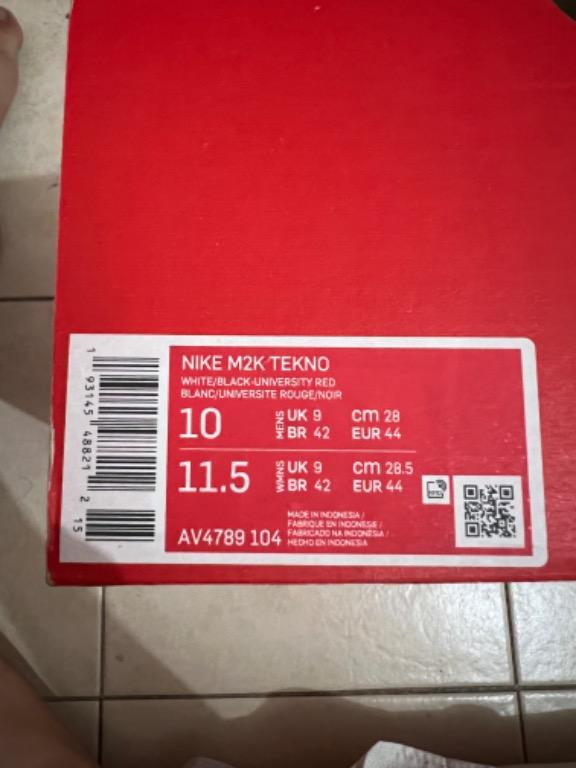 NIKE M2K TEKNO
WHITE/BLACK-UNIVERSITY RED
BLANC/UNIVERSITE ROUGE/NOIR
10 MENS UK 9 cm 28
BR 42 EUR 44
11.5 WMNS UK 9 cm 28.5
BR 42 EUR 44
AV4789 104
MADE IN INDONESIA /
FABRIQUE EN INDONESIE /
FABRICADO NA INDONÉSIA /
HECHO EN INDONESIA
1 93145 48821 2
15